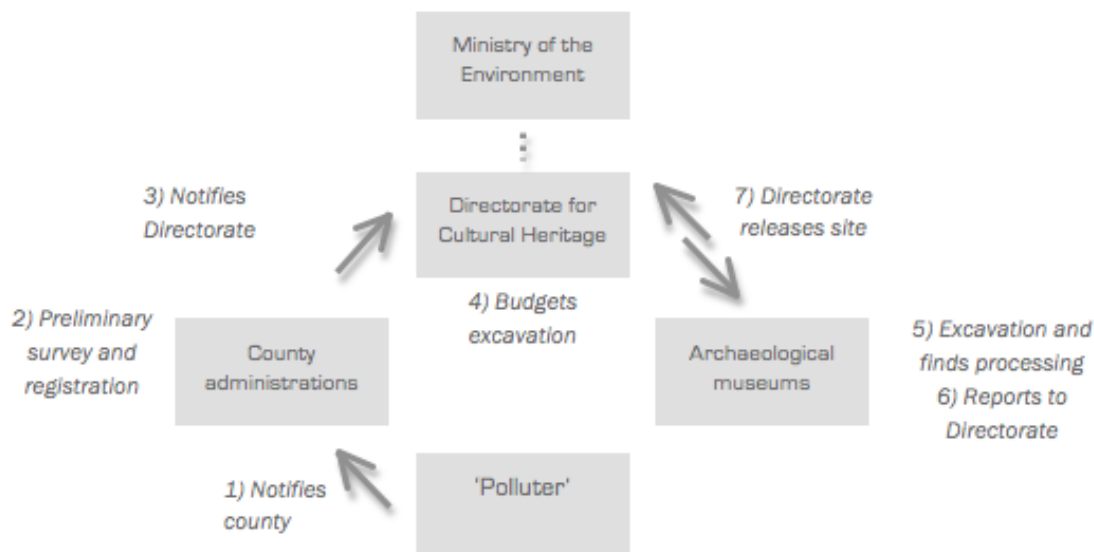 Ministry of the
Environment
3) Notifies
Directorate
Directorate for
Cultural Heritage
7) Directorate
releases site
4) Budgets
excavation
2) Preliminary
survey and
registration
County
administrations
Archaeological
museums
5) Excavation and
finds processing
6) Reports to
Directorate
1) Notifies
county
'Polluter'